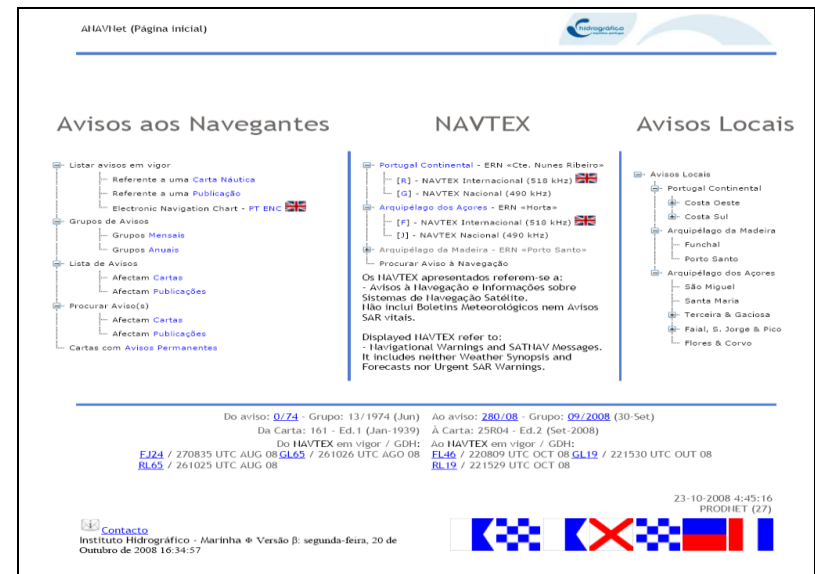 ANAVNet (Página inicial)
hidrográfico
Avisos aos Navegantes
Listar avisos em vigor
Referente a uma Carta Náutica
Referente a uma Publicação
Electronic Navigation Chart - PT ENC
Grupos de Avisos
Grupos Mensais
Grupos Anuais
Lista de Avisos
Afectam Cartas
Afectam Publicações
Procurar Aviso(s)
Afectam Cartas
Afectam Publicações
Cartas com Avisos Permanentes
NAVTEX
Portugal Continental - ERN «Cte. Nunes Ribeiro»
[R] - NAVTEX Internacional (518 kHz)
[G] - NAVTEX Nacional (490 kHz)
Arquipélago dos Açores - ERN «Horta»
[F] - NAVTEX Internacional (518 kHz)
[J] - NAVTEX Nacional (490 kHz)
Arquipélago da Madeira - ERN «Porto Santo»
Procurar Aviso à Navegação
Os NAVTEX apresentados referem-se a:
- Avisos à Navegação e Informações sobre
Sistemas de Navegação Satélite.
Não inclui Boletins Meteorológicos nem Avisos
SAR vitais.
Displayed NAVTEX refer to:
- Navigational Warnings and SATNAV Messages.
It includes neither Weather Synopsis and
Forecasts nor Urgent SAR Warnings.
Avisos Locais
Avisos Locais
Portugal Continental
Costa Oeste
Costa Sul
Arquipélago da Madeira
Funchal
Porto Santo
Arquipélago dos Açores
São Miguel
Santa Maria
Terceira & Gaciosa
Faial, S. Jorge & Pico
Flores & Corvo
Do aviso: 0/74 - Grupo: 13/1974 (Jun) Ao aviso: 280/08 - Grupo: 09/2008 (30-Set)
Da Carta: 161 - Ed.1 (Jan-1939) À Carta: 25R04 - Ed.2 (Set-2008)
Do NAVTEX em vigor / GDH: Ao NAVTEX em vigor / GDH:
FJ24 / 270835 UTC AUG 08 GL65 / 261026 UTC AGO 08 FL46 / 220809 UTC OCT 08 GL19 / 221530 UTC OUT 08
RL65 / 261025 UTC AUG 08 RL19 / 221529 UTC OCT 08
23-10-2008 4:45:16
PRODNET (27)
Contacto
Instituto Hidrográfico - Marinha Φ Versão β: segunda-feira, 20 de
Outubro de 2008 16:34:57